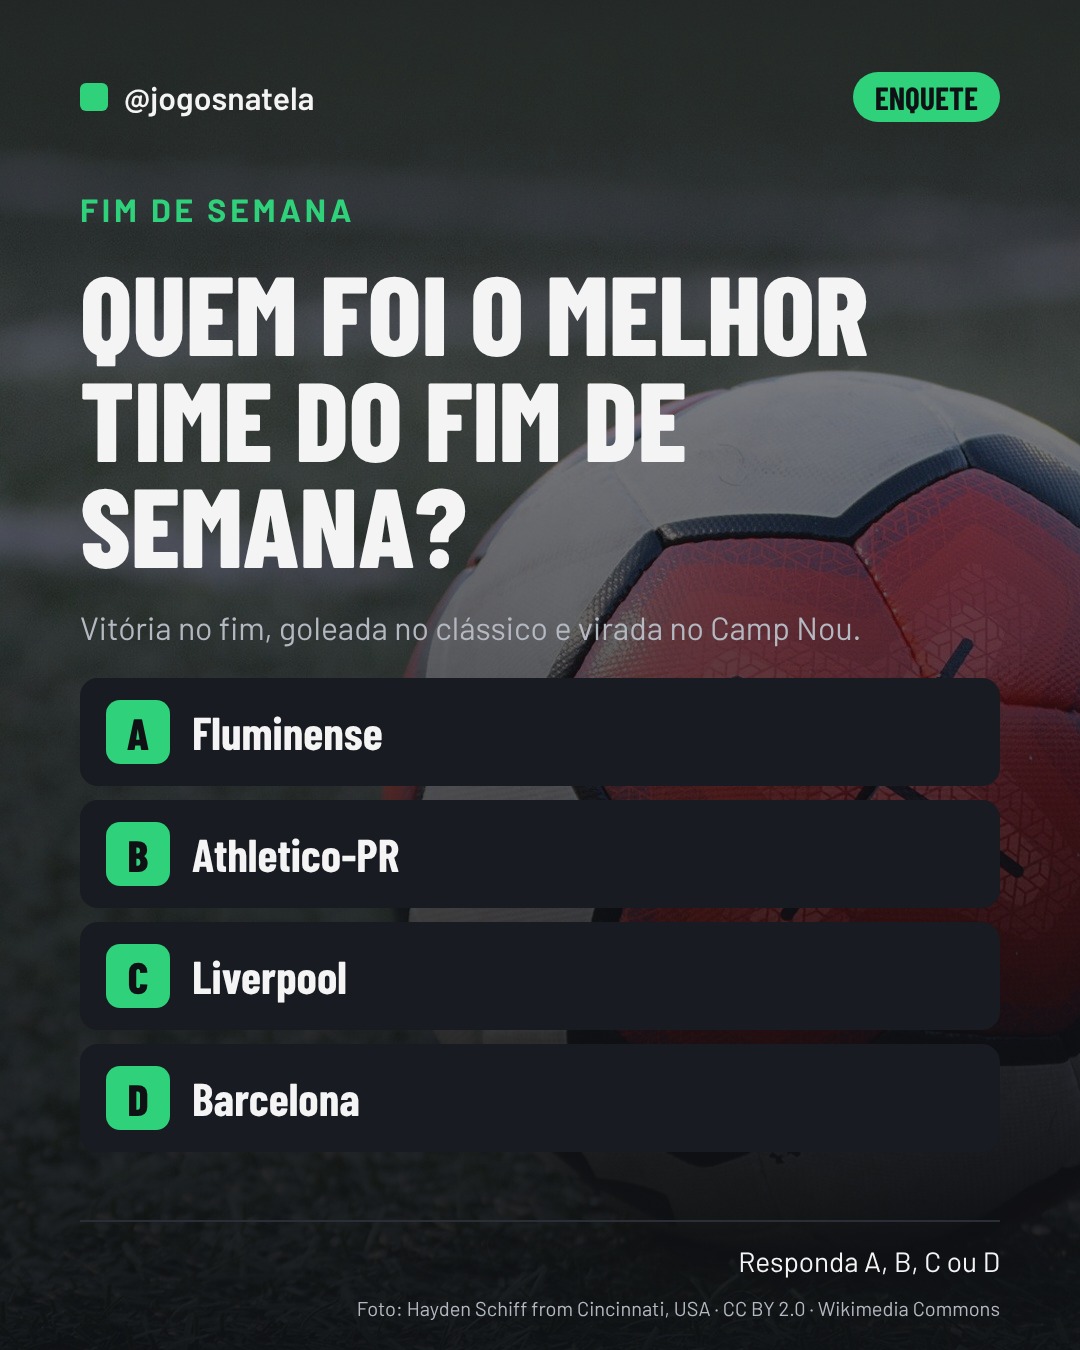 @jogosnatela
ENQUETE
FIM DE SEMANA
QUEM FOI O MELHOR
TIME DO FIM DE
SEMANA?
Vitória no fim, goleada no clássico e virada no Camp Nou.
A Fluminense
B Athletico-PR
C Liverpool
D Barcelona
Responda A, B, C ou D
Foto: Hayden Schiff from Cincinnati, USA · CC BY 2.0 · Wikimedia Commons